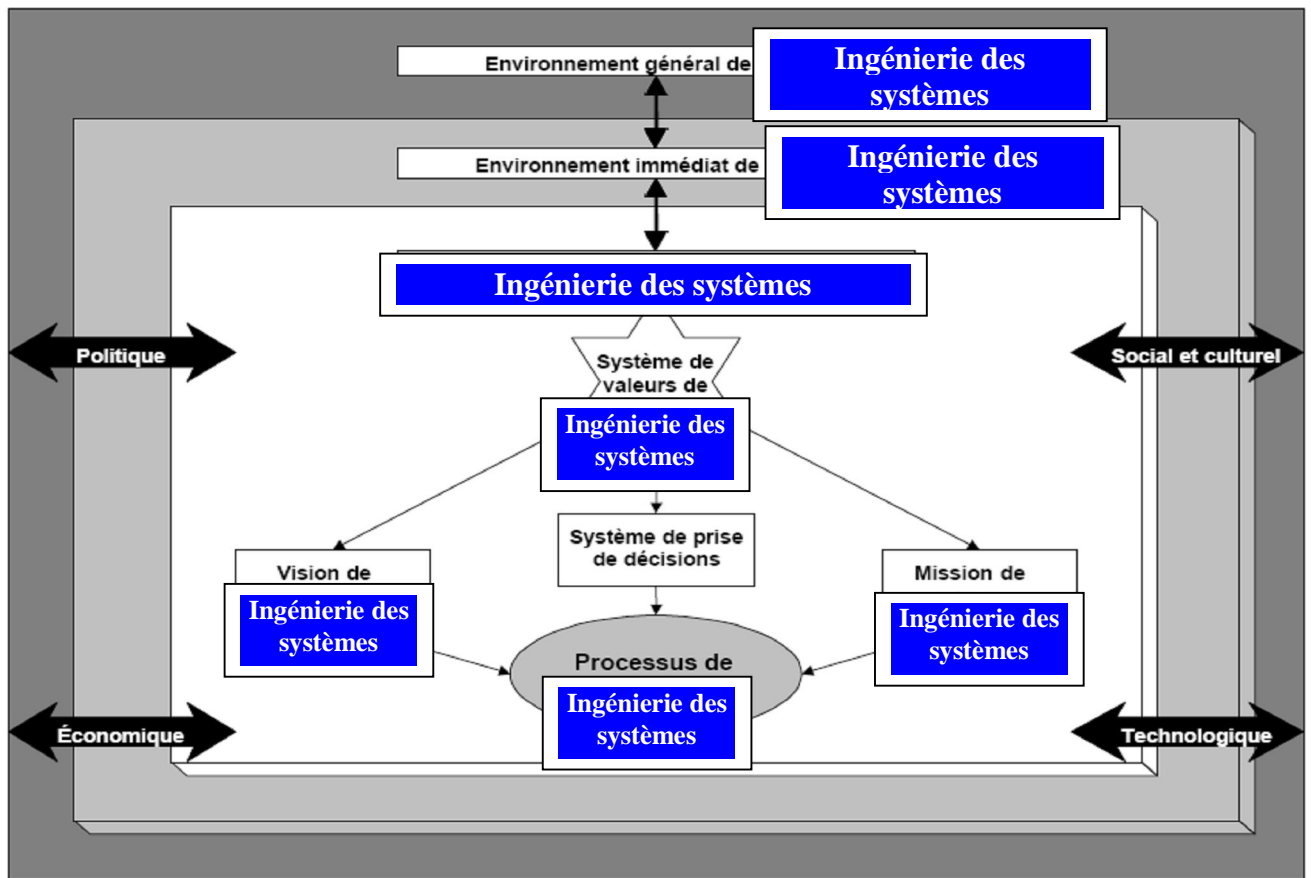 Environnement général de
Ingénierie des
systèmes
Environnement immédiat de
Ingénierie des
systèmes
Ingénierie des systèmes
Politique
Social et culturel
Système de
valeurs de
Ingénierie des
systèmes
Système de prise
de décisions
Vision de
Ingénierie des
systèmes
Mission de
Ingénierie des
systèmes
Processus de
Ingénierie des
systèmes
Économique
Technologique